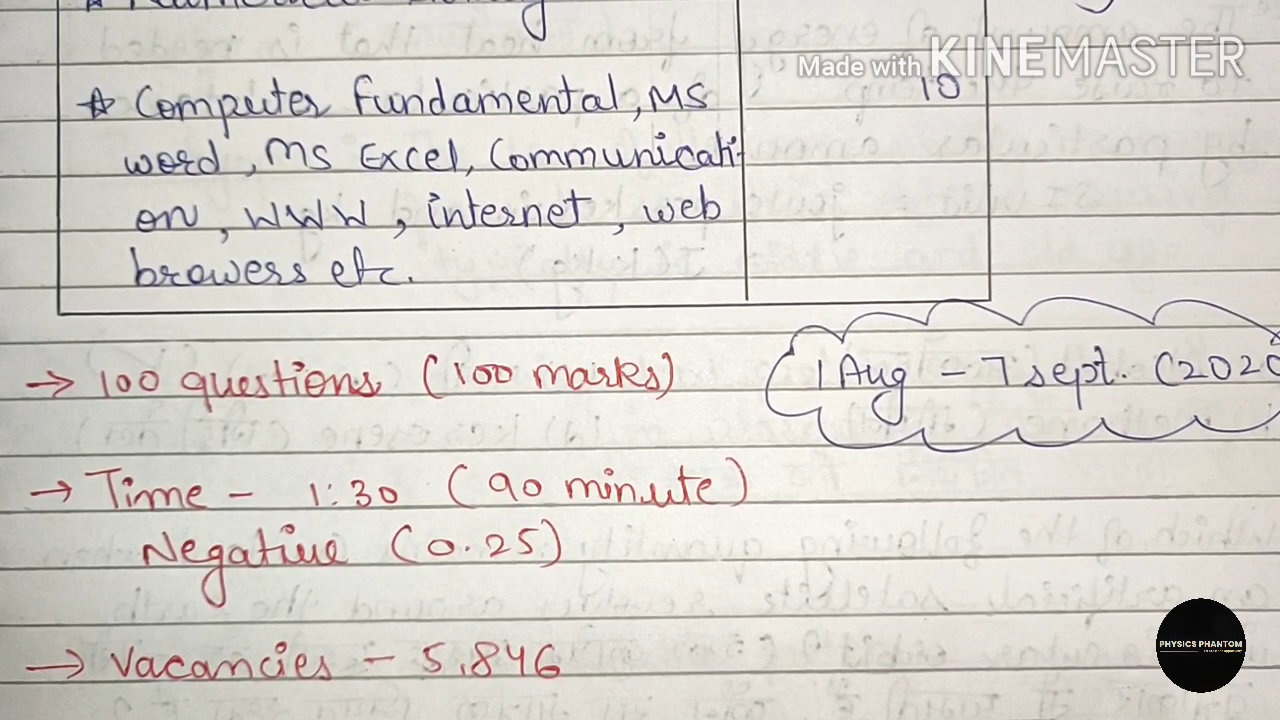 Made with KINEMASTER
☆ Computer Fundamental, MS 10
word, MS Excel, Communicati-
on, WWW, internet, web
browers etc.
→ 100 questions (100 marks)
1 Aug - 7 sept. (2020
→ Time - 1:30 (90 minute)
Negative (0.25)
→ Vacancies - 5,846
PHYSICS PHANTOM